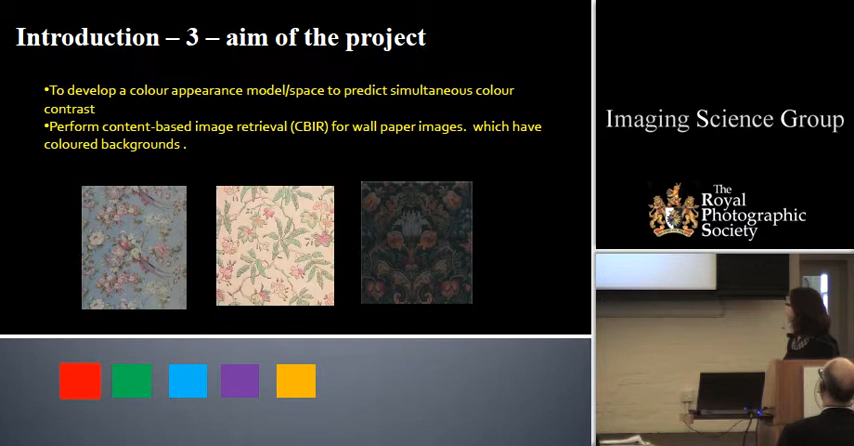 Introduction – 3 – aim of the project
•To develop a colour appearance model/space to predict simultaneous colour
contrast
•Perform content-based image retrieval (CBIR) for wall paper images.  which have
coloured backgrounds .
Imaging Science Group
The
Royal
Photographic
Society